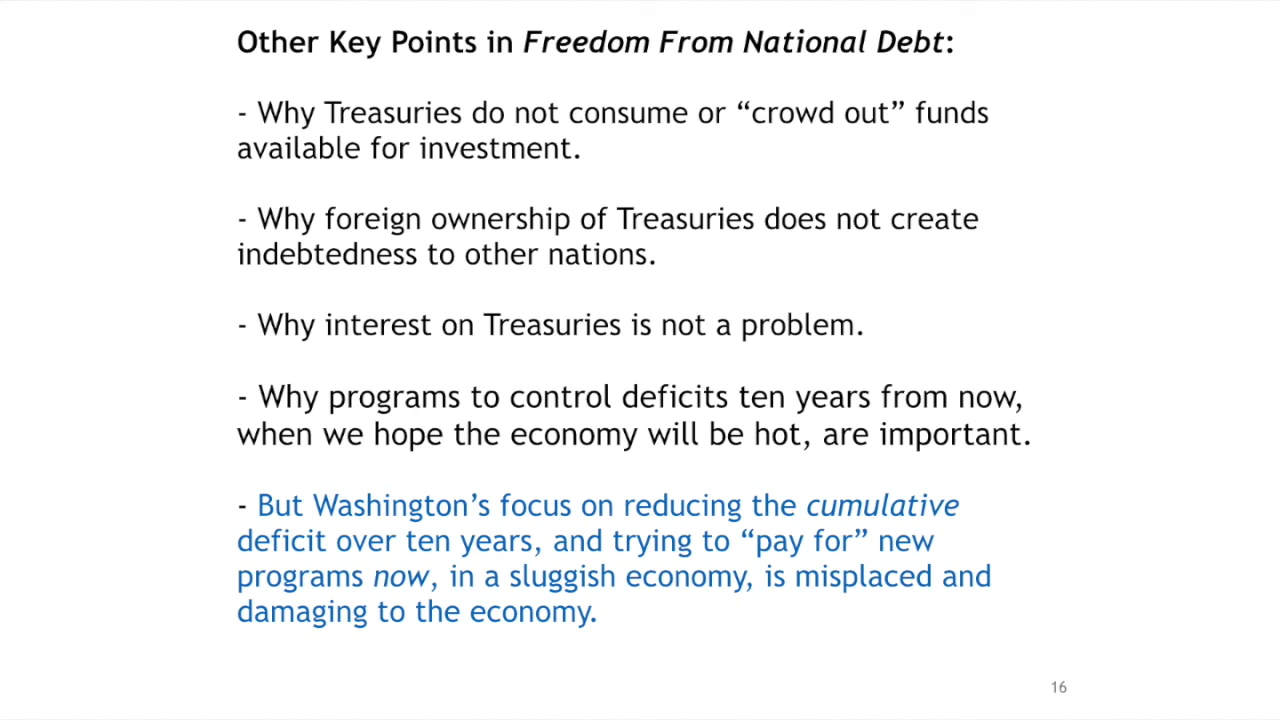 Other Key Points in Freedom From National Debt:
- Why Treasuries do not consume or “crowd out” funds
available for investment.
- Why foreign ownership of Treasuries does not create
indebtedness to other nations.
- Why interest on Treasuries is not a problem.
- Why programs to control deficits ten years from now,
when we hope the economy will be hot, are important.
- But Washington’s focus on reducing the cumulative
deficit over ten years, and trying to “pay for” new
programs now, in a sluggish economy, is misplaced and
damaging to the economy.
16